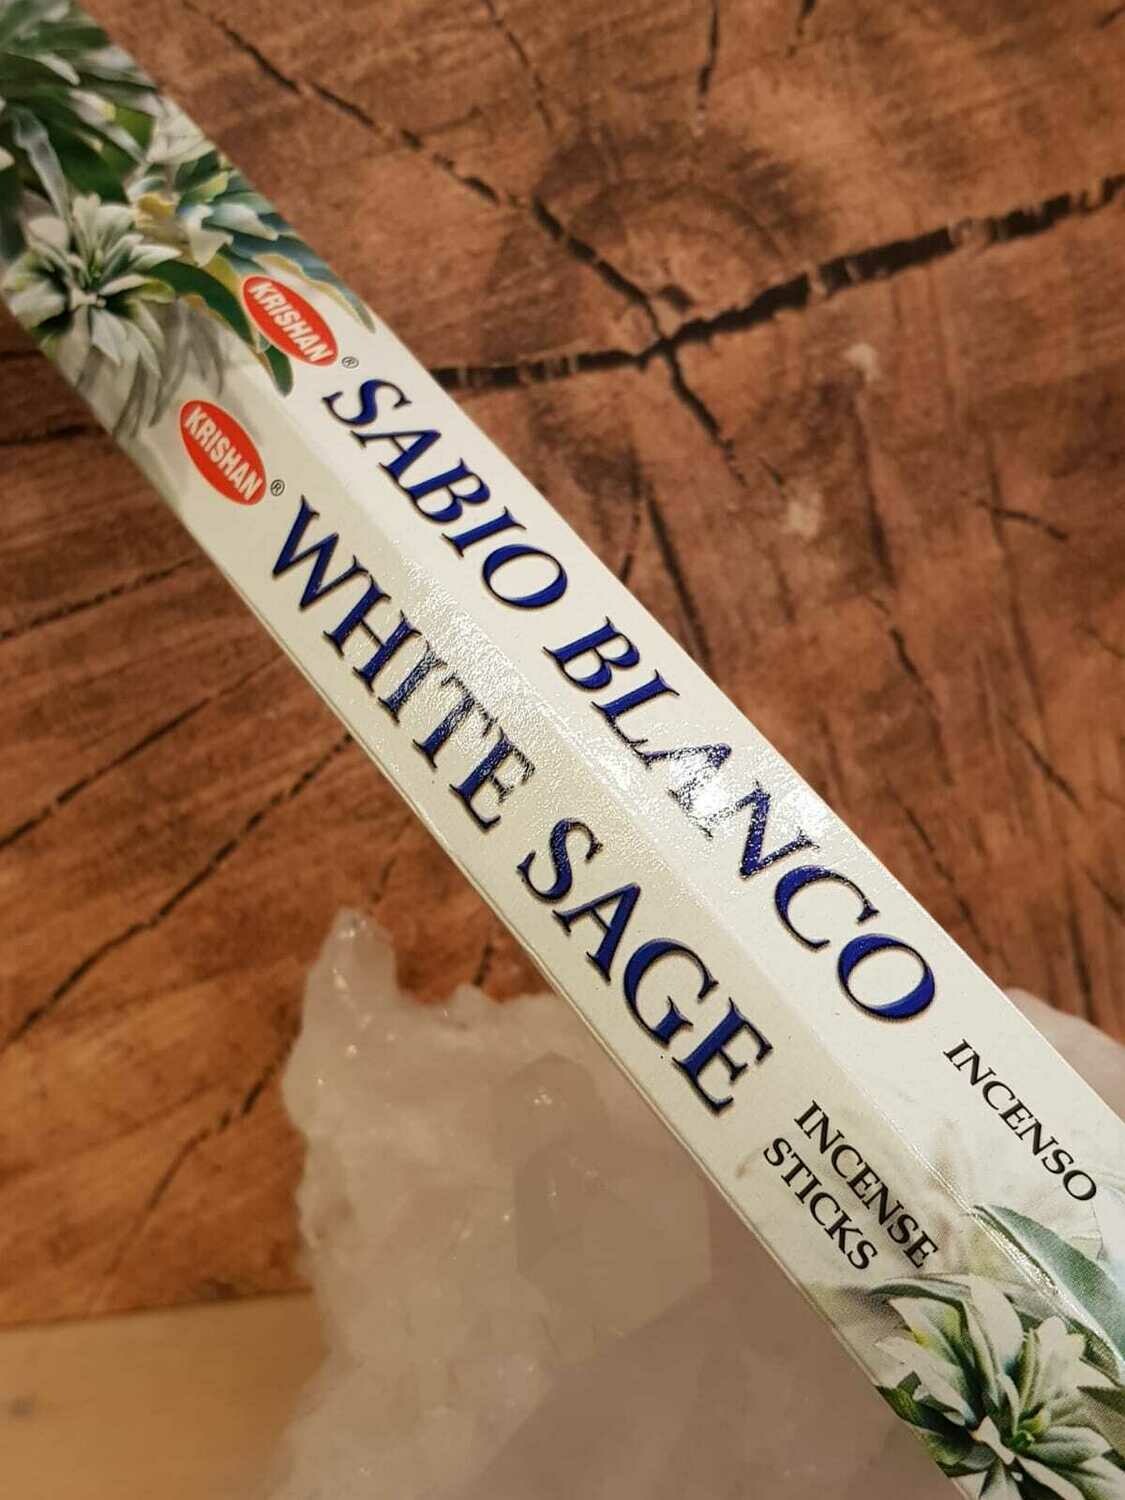 KRISHAN®
SABIO BLANCO
INCENSO
KRISHAN®
WHITE SAGE
INCENSE
STICKS